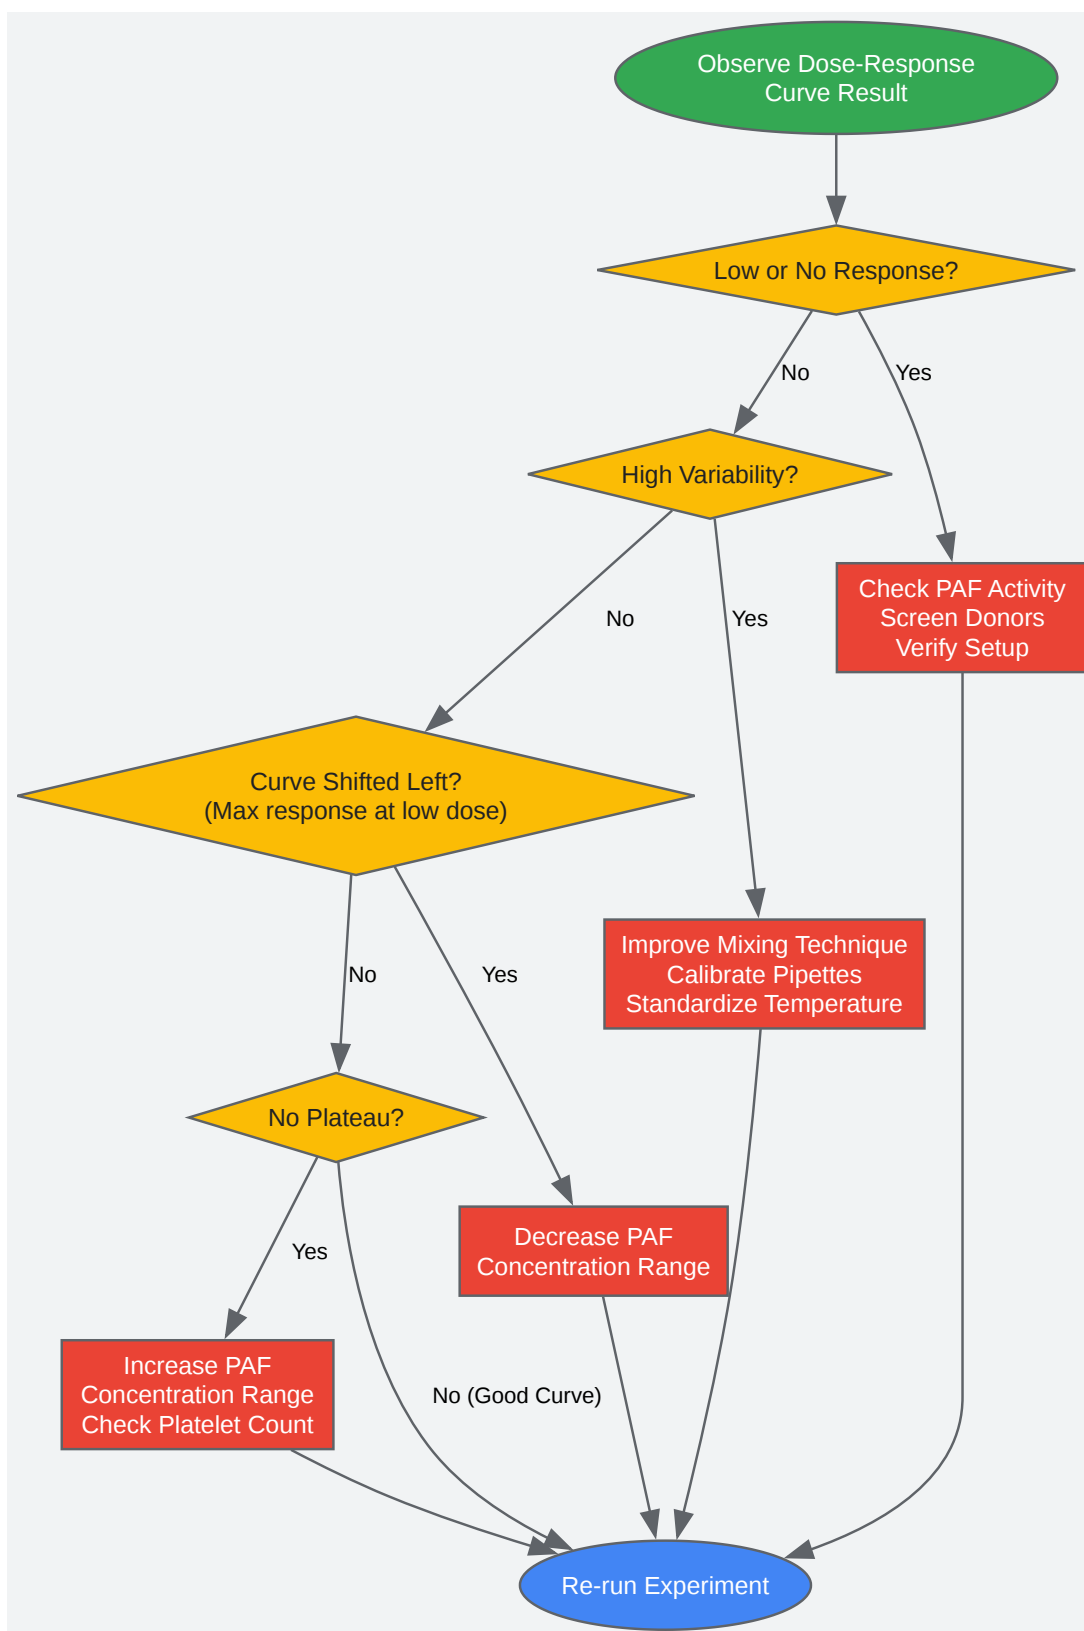 Observe Dose-Response
Curve Result
Low or No Response?
No
Yes
High Variability?
No
Yes
Check PAF Activity
Screen Donors
Verify Setup
Curve Shifted Left?
(Max response at low dose)
No
Yes
Improve Mixing Technique
Calibrate Pipettes
Standardize Temperature
No Plateau?
Yes
No (Good Curve)
Decrease PAF
Concentration Range
Increase PAF
Concentration Range
Check Platelet Count
Re-run Experiment